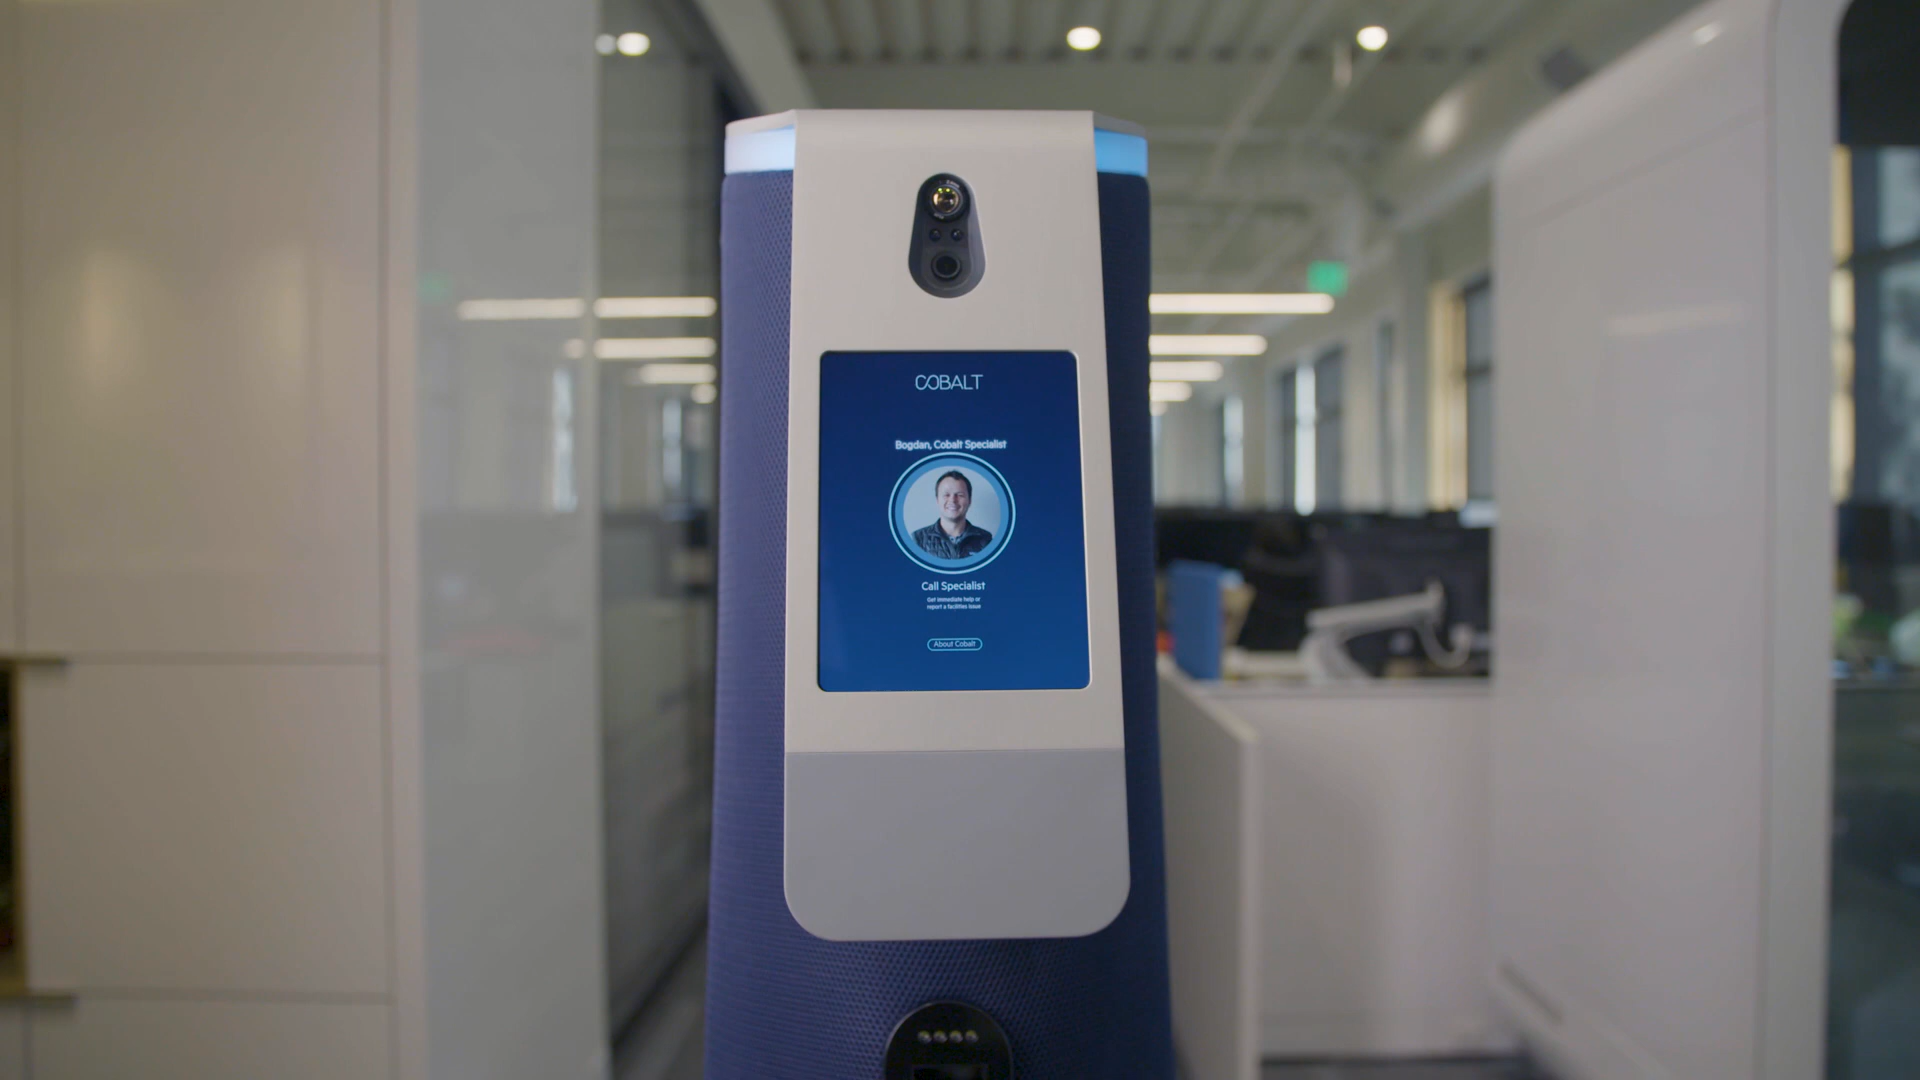 COBALT
Bogdan, Cobalt Specialist
Call Specialist
Get immediate help or
report a facilities issue
About Cobalt